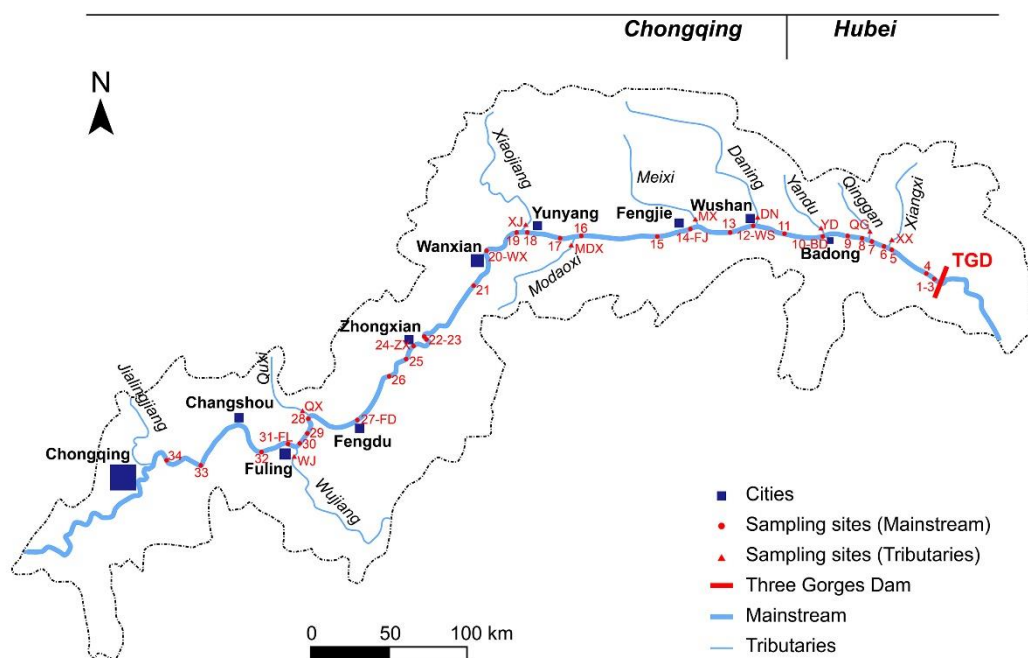 Chongqing Hubei
N
Xiaojiang
Meixi
Daning
Yandu
Qinggan
Xiangxi
XJ
Yunyang
Fengjie
MX
Wushan
DN
YD
QG
XX
19 18 17 16 MDX 15 14-FJ 13 12-WS 11 10-BD 9 8 7 6 5
Badong
4 TGD
1-3
Wanxian
20-WX
Modaoxi
21
Zhongxian
22-23
24-ZX
25
26
Quxi
Jialingjiang
Changshou
QX
28
27-FD
31-FL 29
30
Fengdu
Chongqing
34
33
32
Fuling
WJ
Wujiang
Cities
Sampling sites (Mainstream)
Sampling sites (Tributaries)
Three Gorges Dam
Mainstream
Tributaries
0 50 100 km